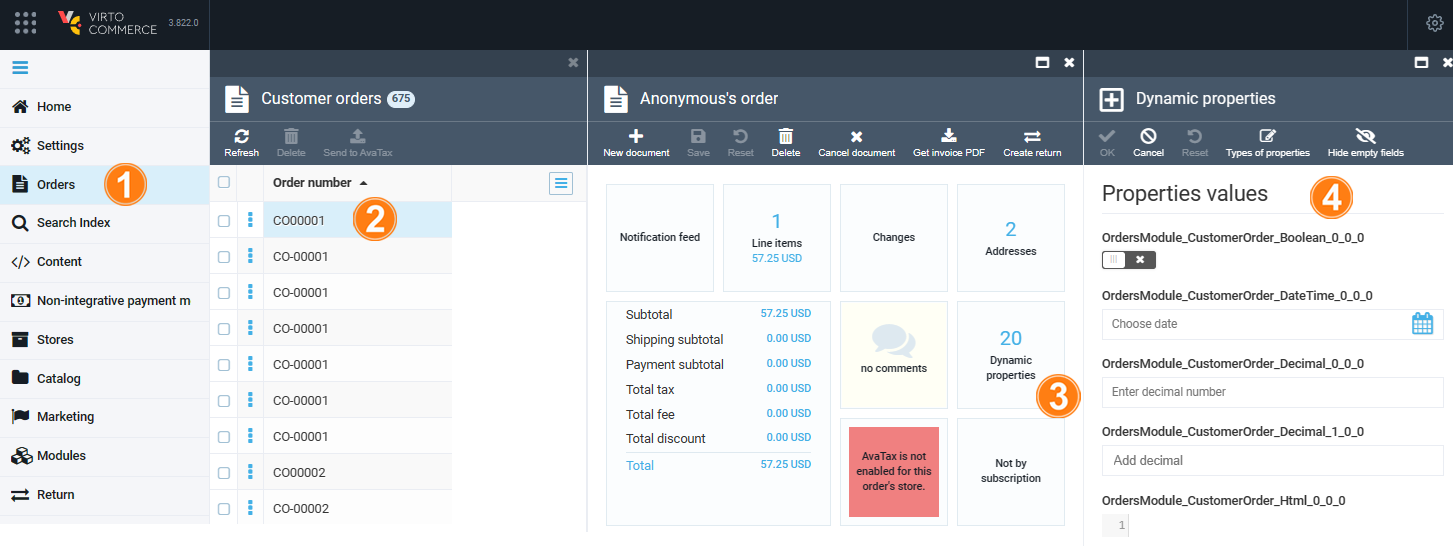 VIRTO
COMMERCE
3.822.0
Home
Settings
Orders
1
Search Index
Content
Non-integrative payment m
Stores
Catalog
Marketing
Modules
Return
Customer orders 675
Refresh
Delete
Send to AvaTax
Order number
CO00001
2
CO-00001
CO-00001
CO-00001
CO-00001
CO-00001
CO-00001
CO00002
CO-00002
Anonymous's order
New document
Save
Reset
Delete
Cancel document
Get invoice PDF
Create return
Notification feed
1
Line items
57.25 USD
Changes
2
Addresses
Subtotal 57.25 USD
Shipping subtotal 0.00 USD
Payment subtotal 0.00 USD
Total tax 0.00 USD
Total fee 0.00 USD
Total discount 0.00 USD
Total 57.25 USD
no comments
20
Dynamic
properties
3
AvaTax is not
enabled for this
order's store.
Not by
subscription
Dynamic properties
OK
Cancel
Reset
Types of properties
Hide empty fields
Properties values
4
OrdersModule_CustomerOrder_Boolean_0_0_0
OrdersModule_CustomerOrder_DateTime_0_0_0
Choose date
OrdersModule_CustomerOrder_Decimal_0_0_0
Enter decimal number
OrdersModule_CustomerOrder_Decimal_1_0_0
Add decimal
OrdersModule_CustomerOrder_Html_0_0_0
1